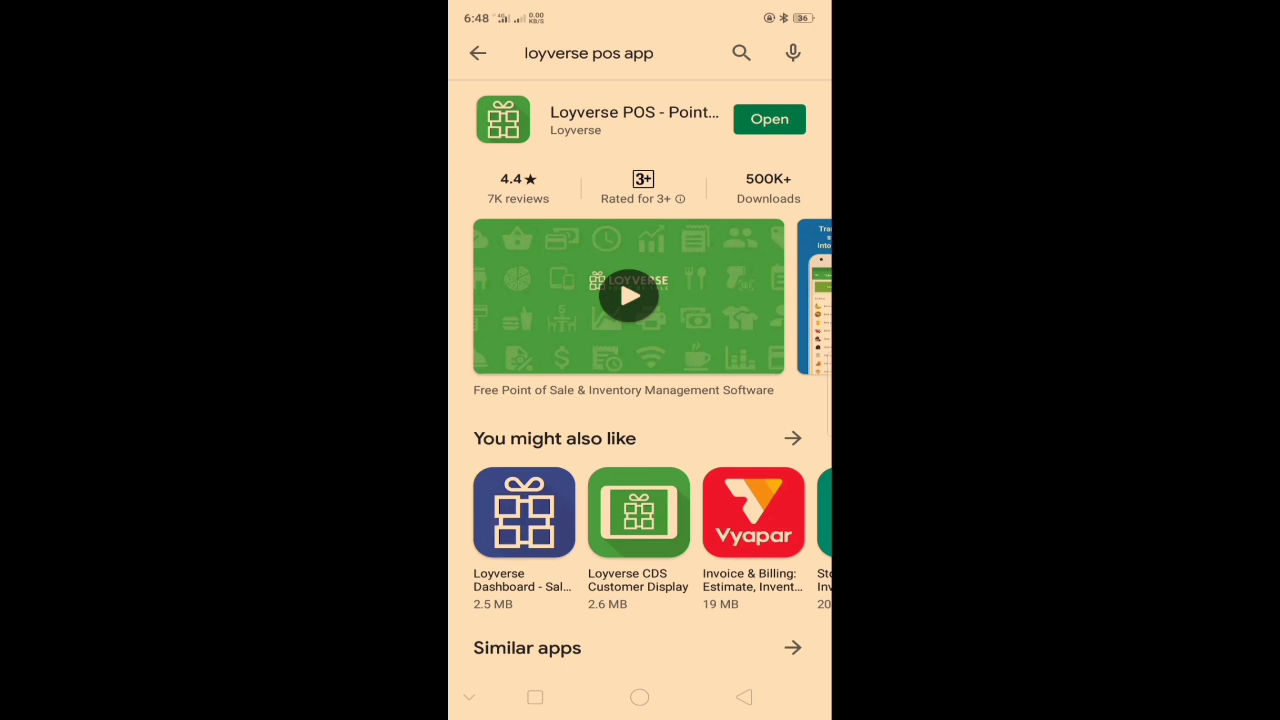 6:48 4G 0.00 KB/S 36
loyverse pos app
Loyverse POS - Point... Open
Loyverse
4.4★ 3+ 500K+
7K reviews Rated for 3+ Downloads
LOYVERSE
Free Point of Sale & Inventory Management Software
You might also like
Vyapar
Loyverse Loyverse CDS Invoice & Billing:
Dashboard - Sal... Customer Display Estimate, Invent...
2.5 MB 2.6 MB 19 MB 20
Similar apps